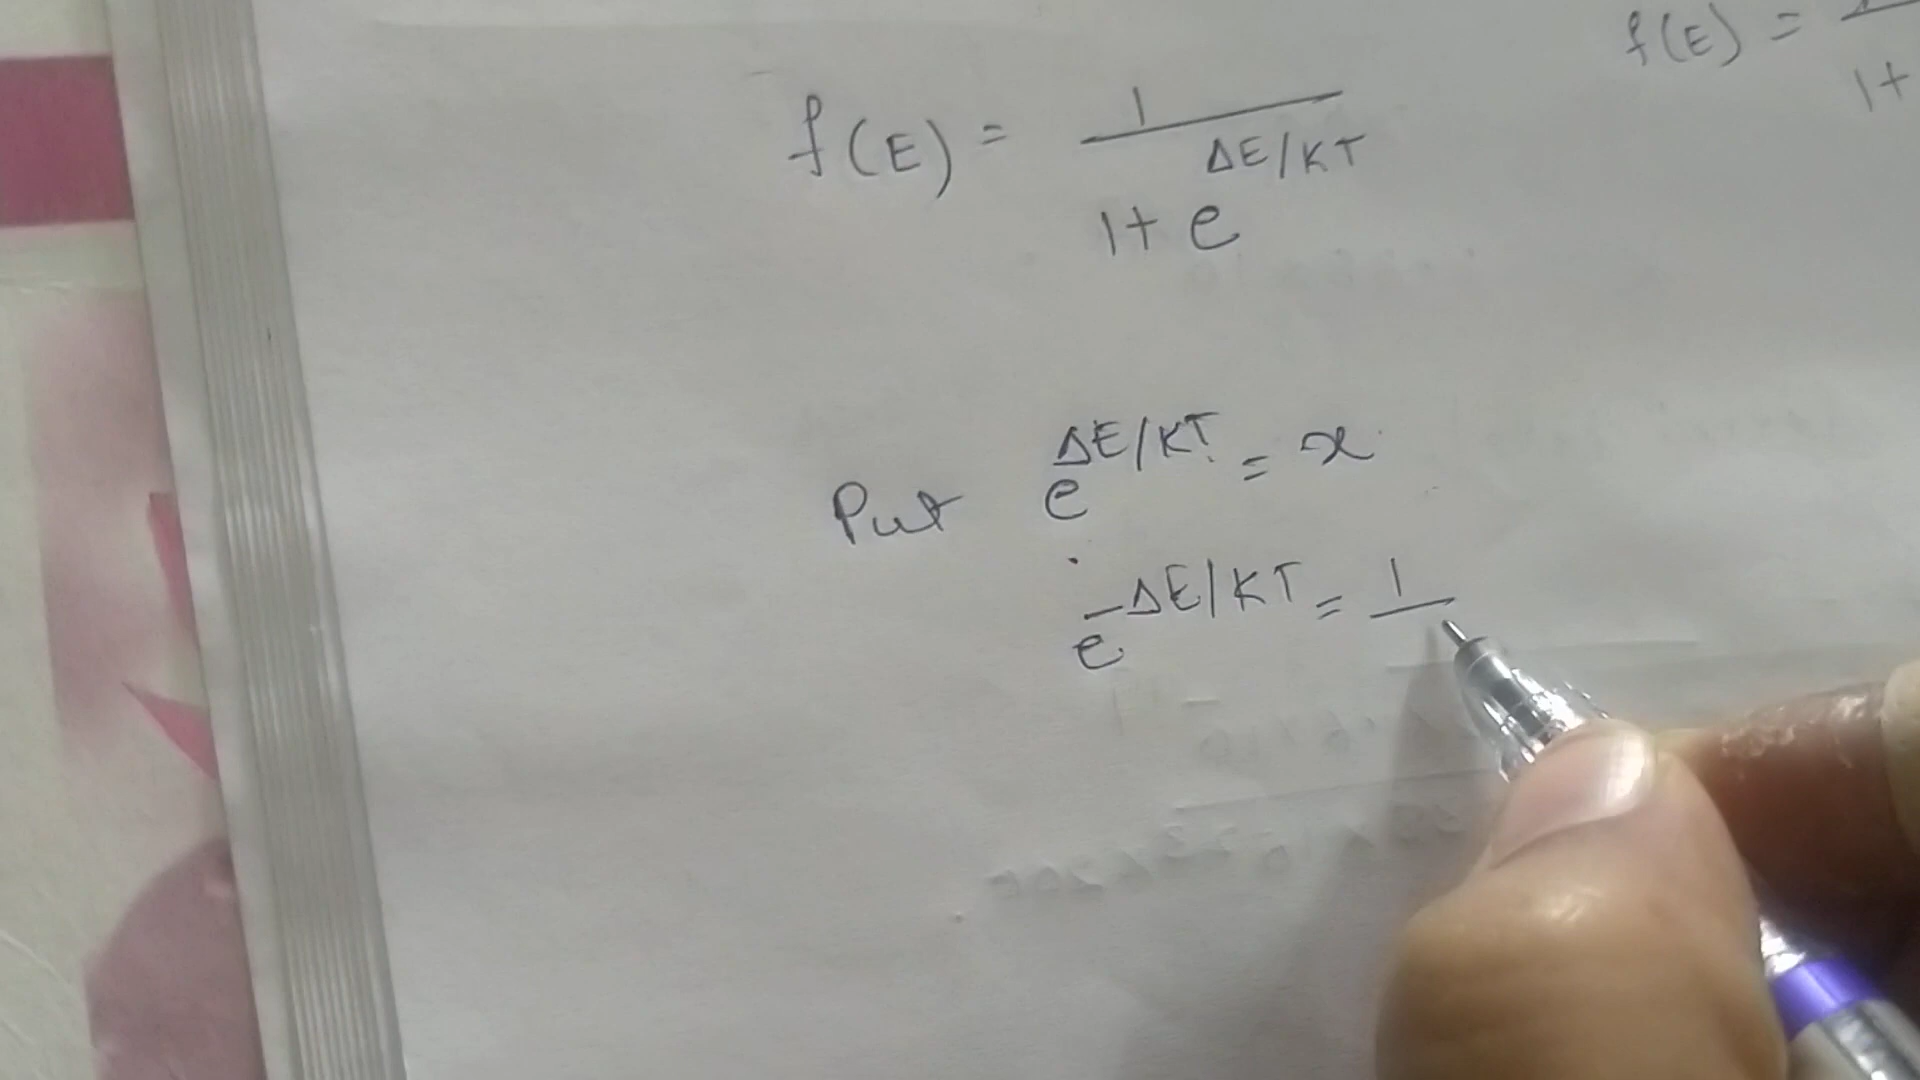 f(E) = 1 / 1 + e^ΔE/KT
f(E) = 1+
Put e^ΔE/KT = x
e^-ΔE/KT = 1